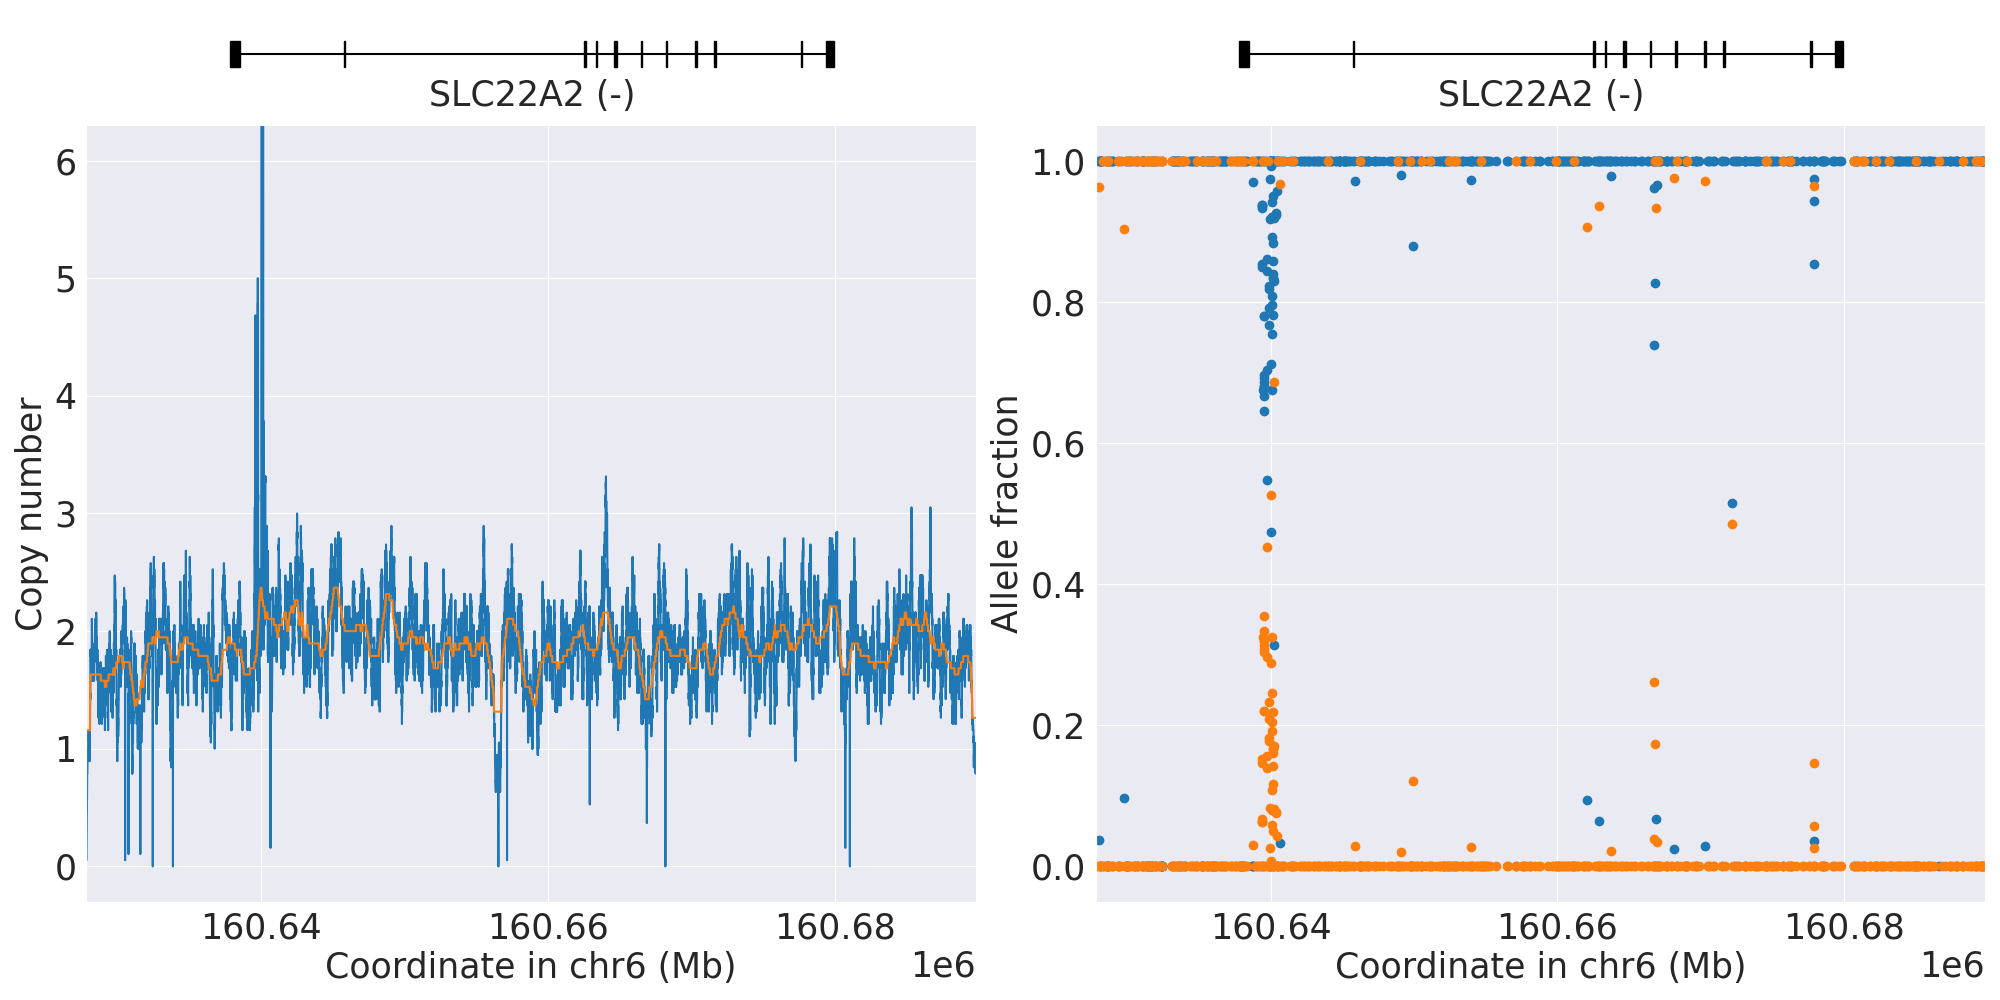 SLC22A2 (-)
SLC22A2 (-)
Copy number
6
5
4
3
2
1
0
160.64
160.66
160.68
Coordinate in chr6 (Mb)
1e6
Allele fraction
1.0
0.8
0.6
0.4
0.2
0.0
160.64
160.66
160.68
Coordinate in chr6 (Mb)
1e6